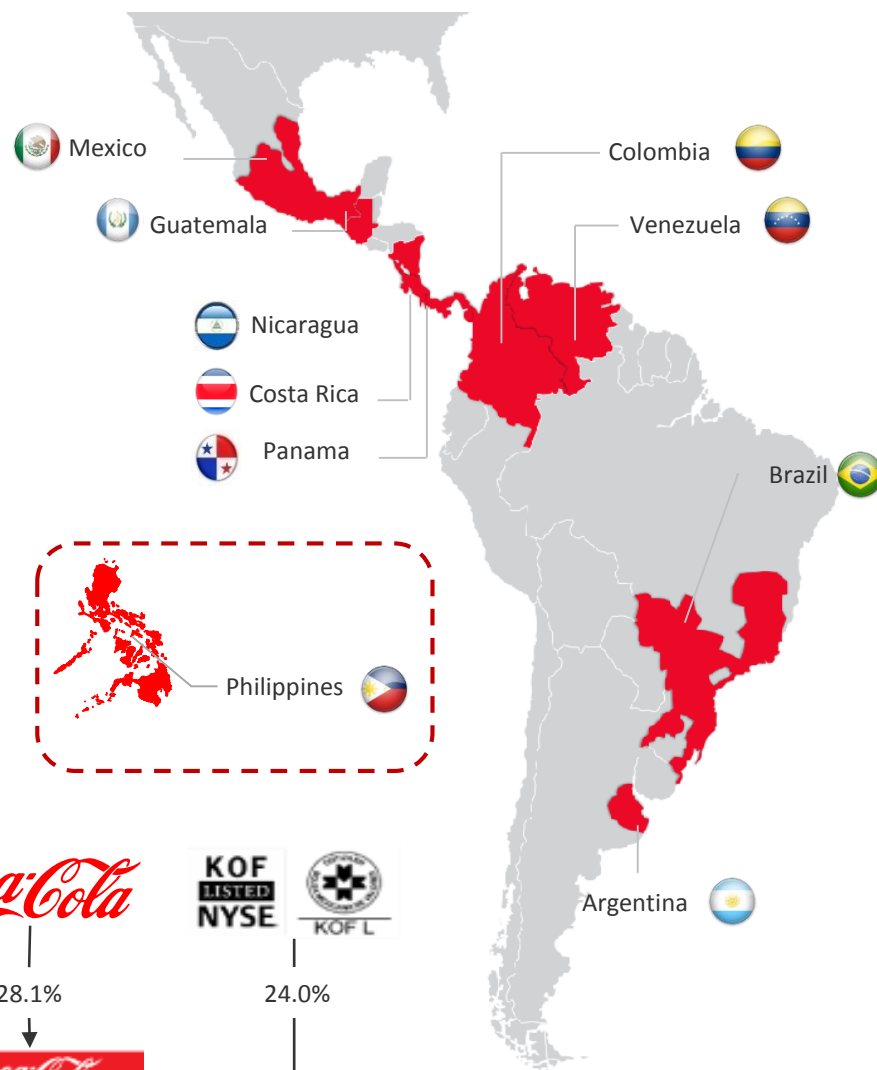 Mexico
Colombia
Guatemala
Venezuela
Nicaragua
Costa Rica
Panama
Brazil
Philippines
Argentina
a-Cola
KOF
LISTED
NYSE
KOF L
28.1%
24.0%